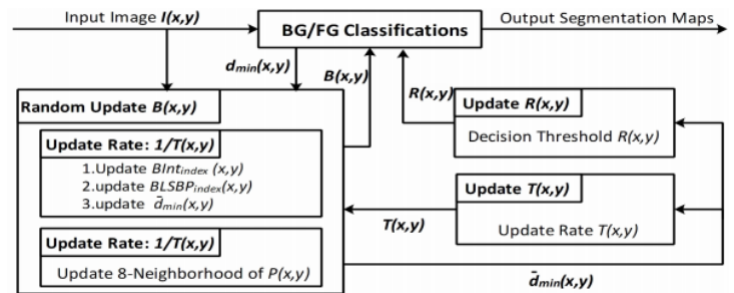 Input Image I(x,y)
BG/FG Classifications
Output Segmentation Maps
dmin(x,y)
B(x,y)
R(x,y)
Random Update B(x,y)
Update Rate: 1/T(x,y)
1.Update BIntindex (x,y)
2.update BLSBPindex(x,y)
3.update d̄min(x,y)
Update Rate: 1/T(x,y)
Update 8-Neighborhood of P(x,y)
Update R(x,y)
Decision Threshold R(x,y)
Update T(x,y)
Update Rate T(x,y)
T(x,y)
d̄min(x,y)